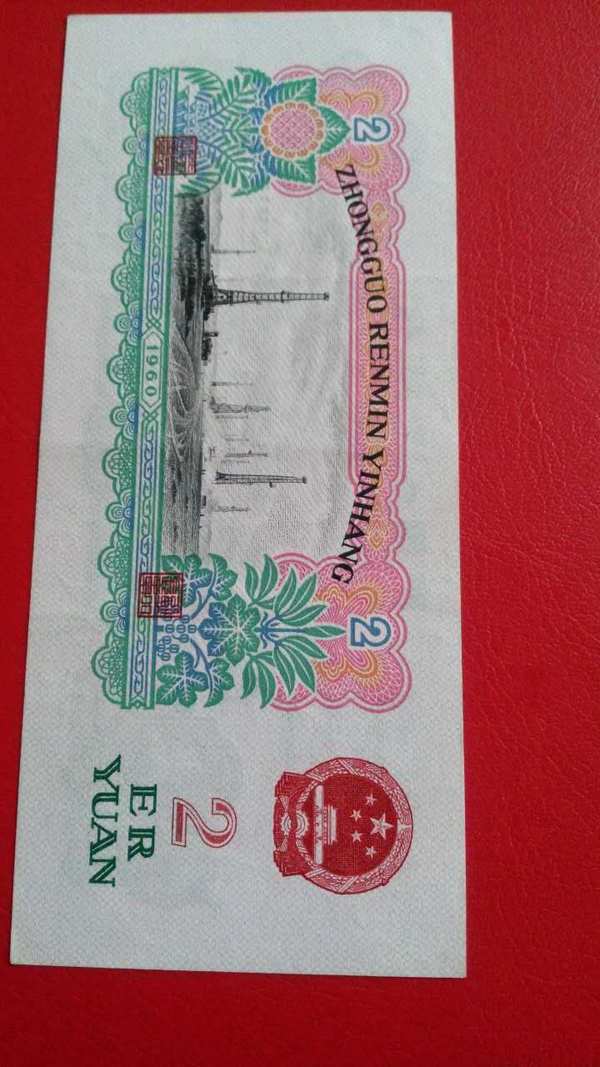 ZHONGGUO RENMIN YINHANG
2
2
1960
2
ER
YUAN